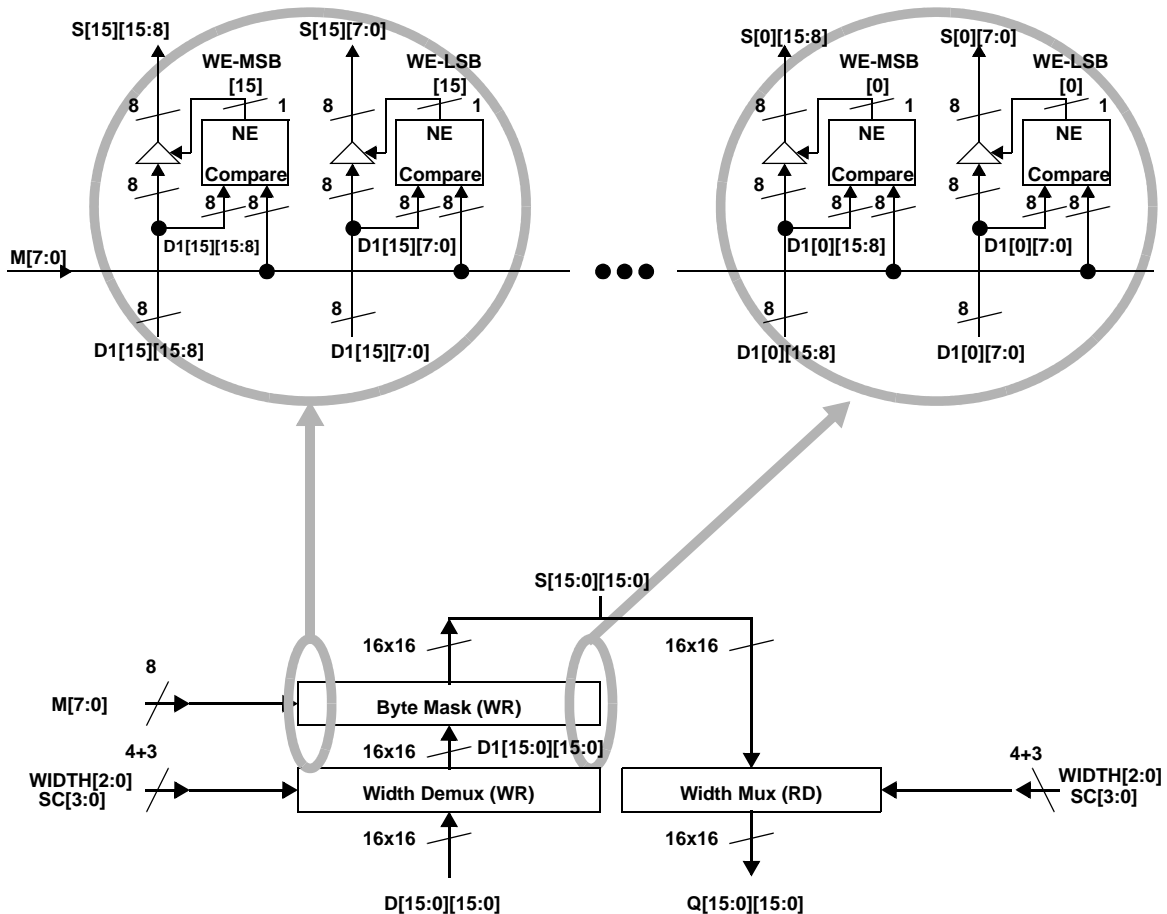 S[15][15:8]
S[15][7:0]
S[0][15:8]
S[0][7:0]
WE-MSB
[15]
WE-LSB
[15]
WE-MSB
[0]
WE-LSB
[0]
8
1
8
1
8
1
8
1
NE
NE
NE
NE
Compare
Compare
Compare
Compare
8
8
8
8
8
8
8
8
8
8
8
8
D1[15][15:8]
D1[15][7:0]
D1[0][15:8]
D1[0][7:0]
M[7:0]
8
8
8
8
D1[15][15:8]
D1[15][7:0]
D1[0][15:8]
D1[0][7:0]
S[15:0][15:0]
16x16
16x16
8
M[7:0]
Byte Mask (WR)
16x16
D1[15:0][15:0]
4+3
WIDTH[2:0]
SC[3:0]
Width Demux (WR)
Width Mux (RD)
4+3
WIDTH[2:0]
SC[3:0]
16x16
16x16
D[15:0][15:0]
Q[15:0][15:0]